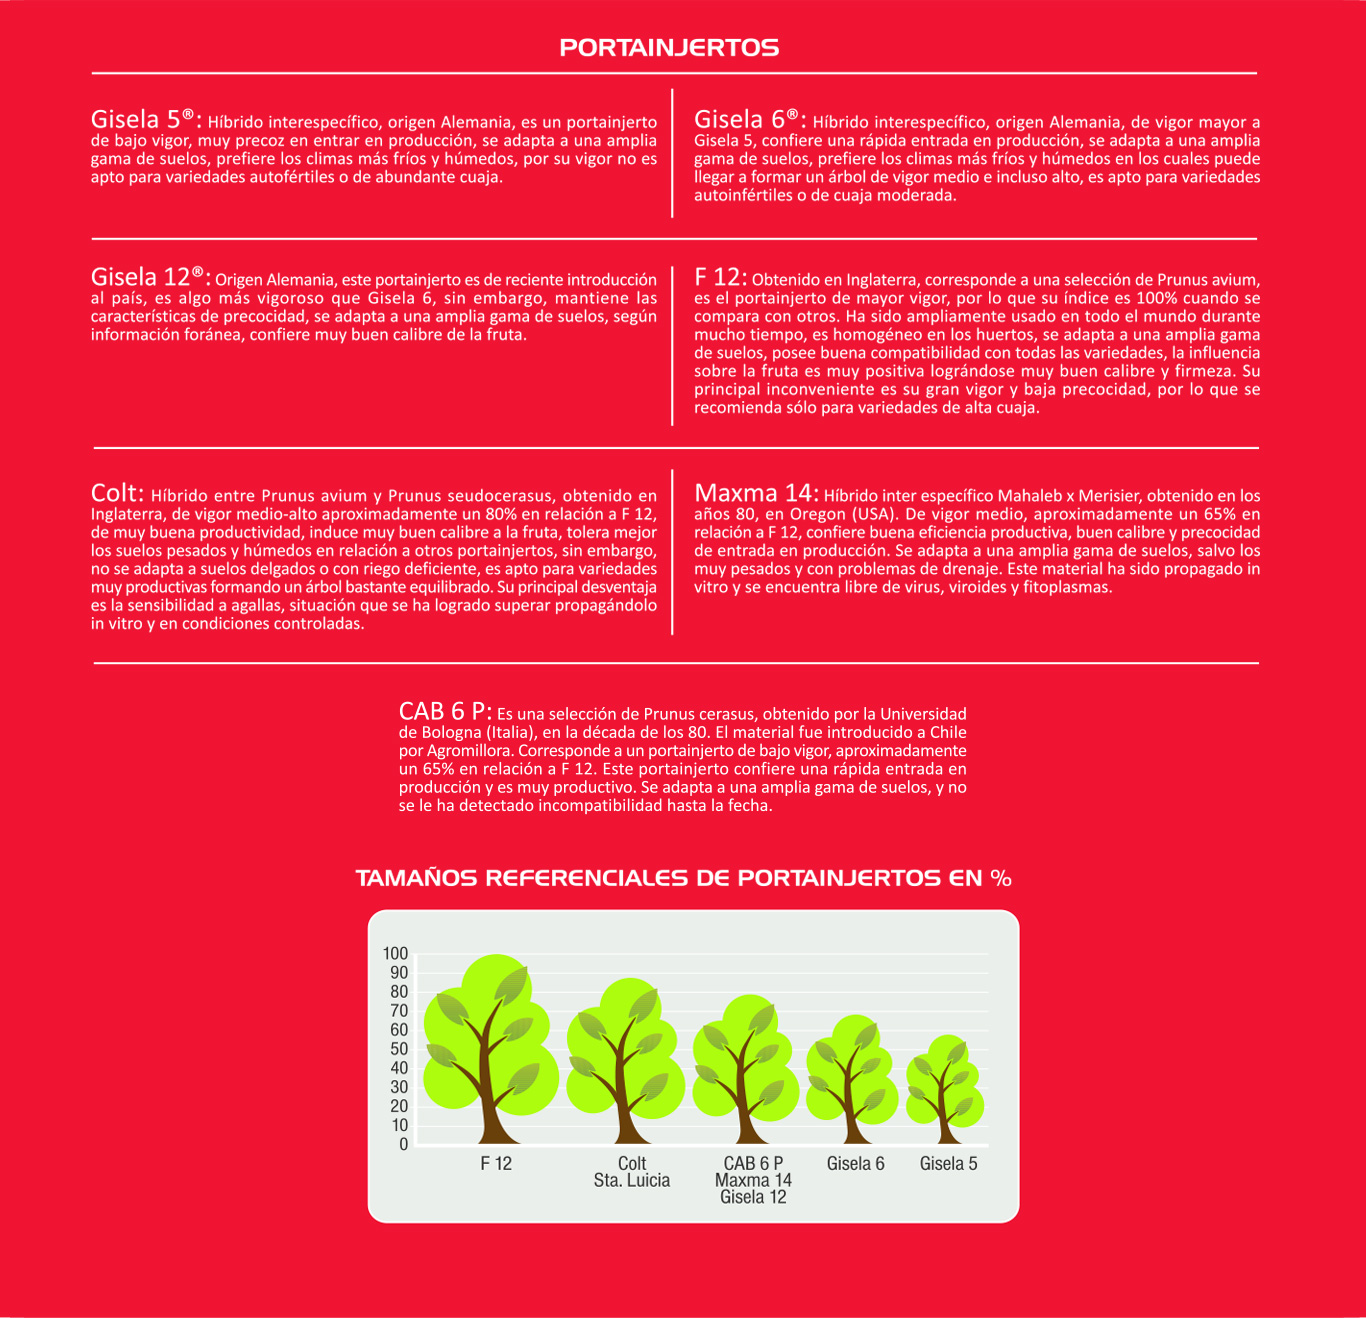 PORTAINJERTOS
Gisela 5®: Híbrido interespecífico, origen Alemania, es un portainjerto
de bajo vigor, muy precoz en entrar en producción, se adapta a una amplia
gama de suelos, prefiere los climas más fríos y húmedos, por su vigor no es
apto para variedades autofértiles o de abundante cuaja.
Gisela 6®: Híbrido interespecífico, origen Alemania, de vigor mayor a
Gisela 5, confiere una rápida entrada en producción, se adapta a una amplia
gama de suelos, prefiere los climas más fríos y húmedos en los cuales puede
llegar a formar un árbol de vigor medio e incluso alto, es apto para variedades
autoinfértiles o de cuaja moderada.
Gisela 12®: Origen Alemania, este portainjerto es de reciente introducción
al país, es algo más vigoroso que Gisela 6, sin embargo, mantiene las
características de precocidad, se adapta a una amplia gama de suelos, según
información foránea, confiere muy buen calibre de la fruta.
F 12: Obtenido en Inglaterra, corresponde a una selección de Prunus avium,
es el portainjerto de mayor vigor, por lo que su índice es 100% cuando se
compara con otros. Ha sido ampliamente usado en todo el mundo durante
mucho tiempo, es homogéneo en los huertos, se adapta a una amplia gama
de suelos, posee buena compatibilidad con todas las variedades, la influencia
sobre la fruta es muy positiva lográndose muy buen calibre y firmeza. Su
principal inconveniente es su gran vigor y baja precocidad, por lo que se
recomienda sólo para variedades de alta cuaja.
Colt: Híbrido entre Prunus avium y Prunus seudocerasus, obtenido en
Inglaterra, de vigor medio-alto aproximadamente un 80% en relación a F 12,
de muy buena productividad, induce muy buen calibre a la fruta, tolera mejor
los suelos pesados y húmedos en relación a otros portainjertos, sin embargo,
no se adapta a suelos delgados o con riego deficiente, es apto para variedades
muy productivas formando un árbol bastante equilibrado. Su principal desventaja
es la sensibilidad a agallas, situación que se ha logrado superar propagándolo
in vitro y en condiciones controladas.
Maxma 14: Híbrido inter específico Mahaleb x Merisier, obtenido en los
años 80, en Oregon (USA). De vigor medio, aproximadamente un 65% en
relación a F 12, confiere buena eficiencia productiva, buen calibre y precocidad
de entrada en producción. Se adapta a una amplia gama de suelos, salvo los
muy pesados y con problemas de drenaje. Este material ha sido propagado in
vitro y se encuentra libre de virus, viroides y fitoplasmas.
CAB 6 P: Es una selección de Prunus cerasus, obtenido por la Universidad
de Bologna (Italia), en la década de los 80. El material fue introducido a Chile
por Agromillora. Corresponde a un portainjerto de bajo vigor, aproximadamente
un 65% en relación a F 12. Este portainjerto confiere una rápida entrada en
producción y es muy productivo. Se adapta a una amplia gama de suelos, y no
se le ha detectado incompatibilidad hasta la fecha.
TAMAÑOS REFERENCIALES DE PORTAINJERTOS EN %
100
90
80
70
60
50
40
30
20
10
0
F 12
Colt
Sta. Luicia
CAB 6 P
Maxma 14
Gisela 12
Gisela 6
Gisela 5